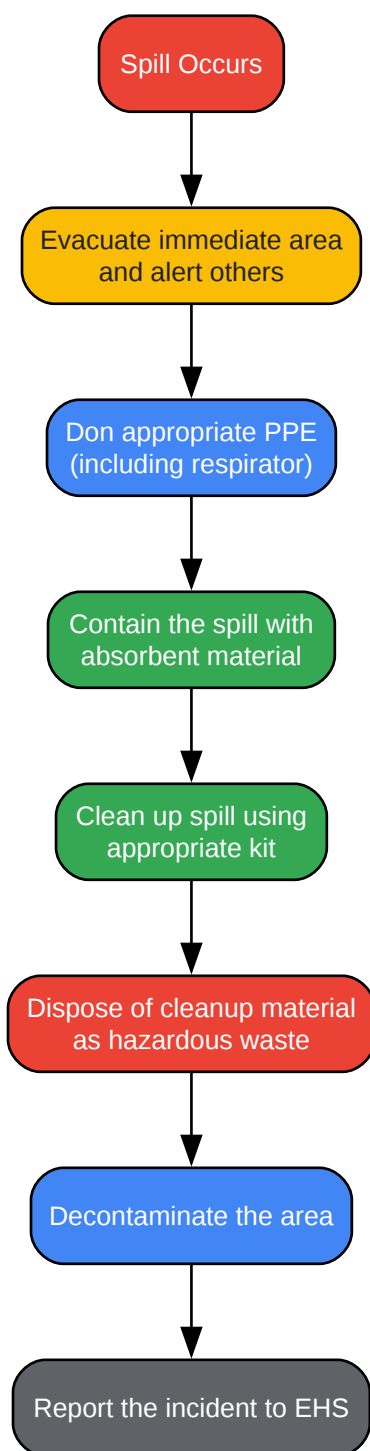 Spill Occurs
Evacuate immediate area
and alert others
Don appropriate PPE
(including respirator)
Contain the spill with
absorbent material
Clean up spill using
appropriate kit
Dispose of cleanup material
as hazardous waste
Decontaminate the area
Report the incident to EHS